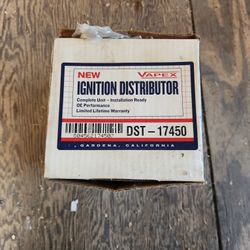 NEW
VAPEX
IGNITION DISTRIBUTOR
Complete Unit - Installation Ready
OE Performance
Limited Lifetime Warranty
DST-17450
GARDENA, CALIFORNIA